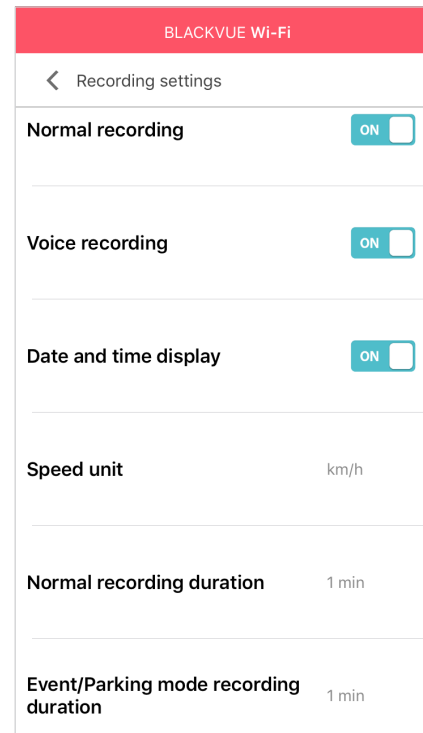 BLACKVUE Wi-Fi
Recording settings
Normal recording ON
Voice recording ON
Date and time display ON
Speed unit km/h
Normal recording duration 1 min
Event/Parking mode recording
duration 1 min